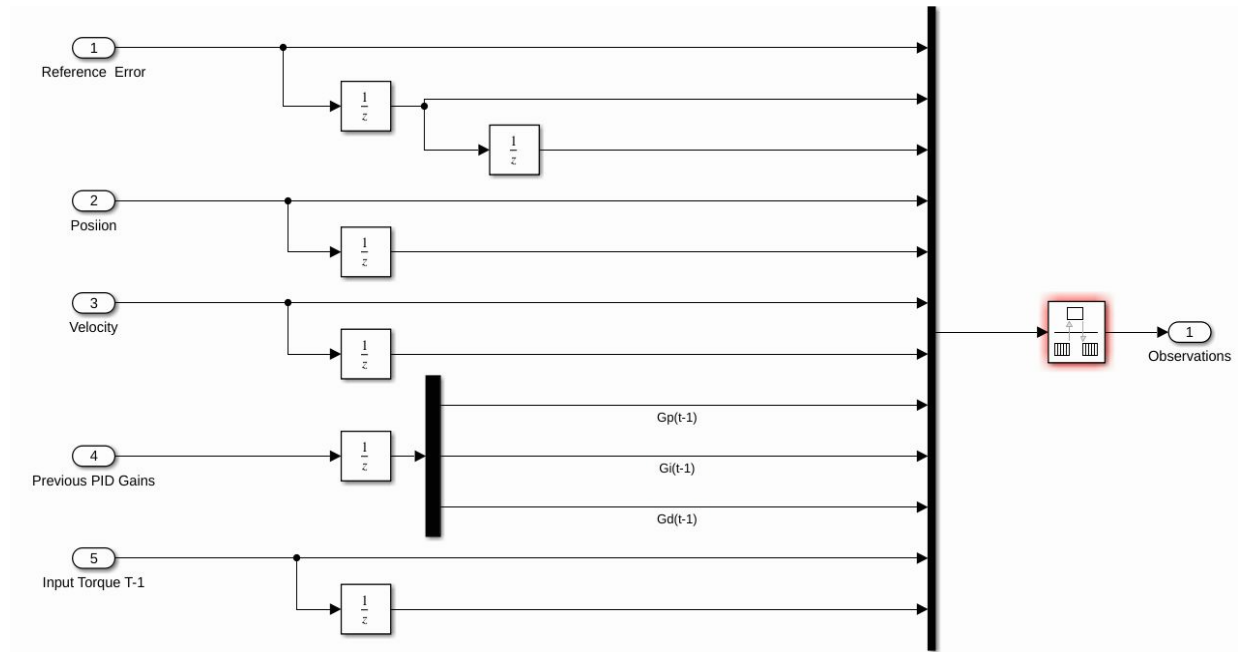 1
Reference Error
1
z
1
z
2
Posiion
1
z
3
Velocity
1
z
1
Observations
Gp(t-1)
4
Previous PID Gains
1
z
Gi(t-1)
Gd(t-1)
5
Input Torque T-1
1
z